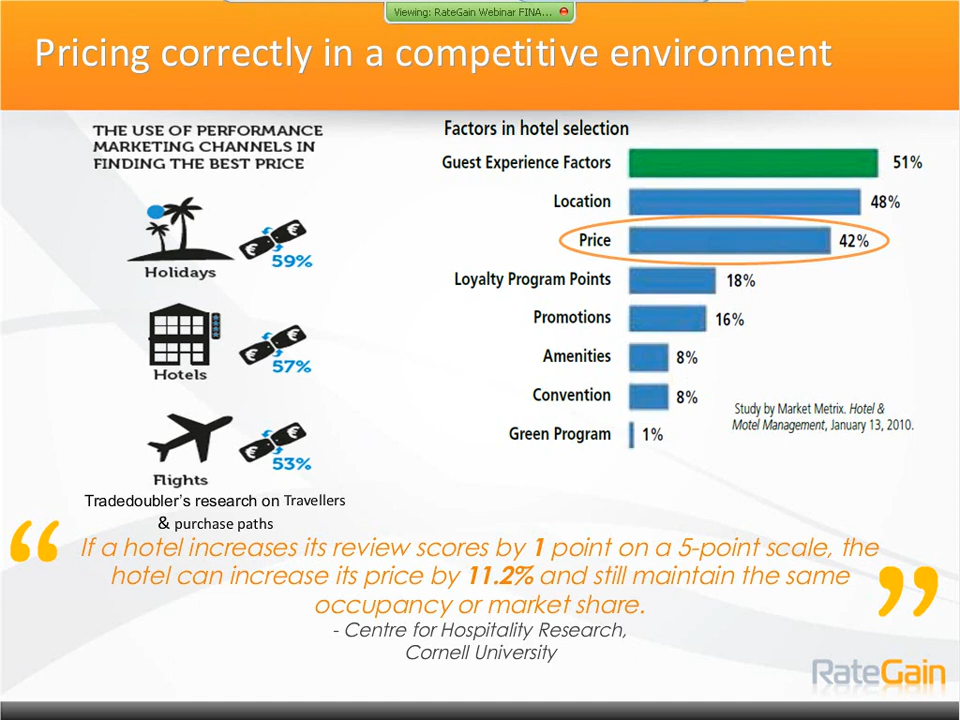 Viewing: RateGain Webinar FINA...
Pricing correctly in a competitive environment
THE USE OF PERFORMANCE
MARKETING CHANNELS IN
FINDING THE BEST PRICE
Holidays
59%
Hotels
57%
Flights
53%
Tradedoubler's research on Travellers
& purchase paths
Factors in hotel selection
Guest Experience Factors 51%
Location 48%
Price 42%
Loyalty Program Points 18%
Promotions 16%
Amenities 8%
Convention 8%
Green Program 1%
Study by Market Metrix. Hotel &
Motel Management, January 13, 2010.
“If a hotel increases its review scores by 1 point on a 5-point scale, the
hotel can increase its price by 11.2% and still maintain the same
occupancy or market share.”
- Centre for Hospitality Research,
Cornell University
RateGain